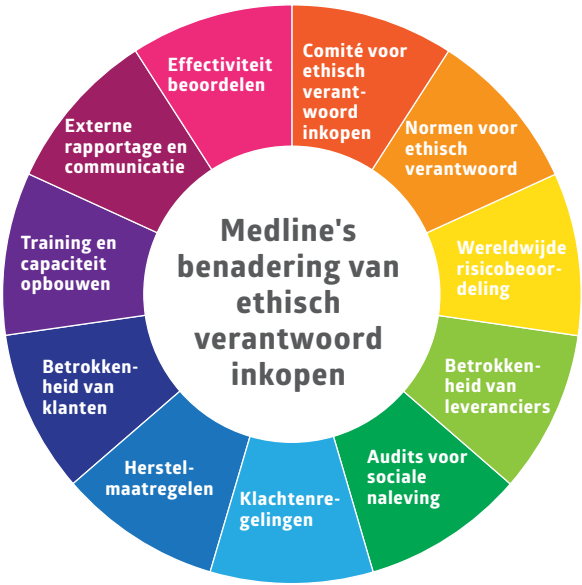 Medline's
benadering van
ethisch
verantwoord
inkopen
Comité voor
ethisch
verant-
woord
inkopen
Normen voor
ethisch
verantwoord
Wereldwijde
risicobeoor-
deling
Betrokken-
heid van
leveranciers
Audits voor
sociale
naleving
Klachtenre-
gelingen
Herstel-
maatregelen
Betrokken-
heid van
klanten
Training en
capaciteit
opbouwen
Externe
rapportage en
communicatie
Effectiviteit
beoordelen